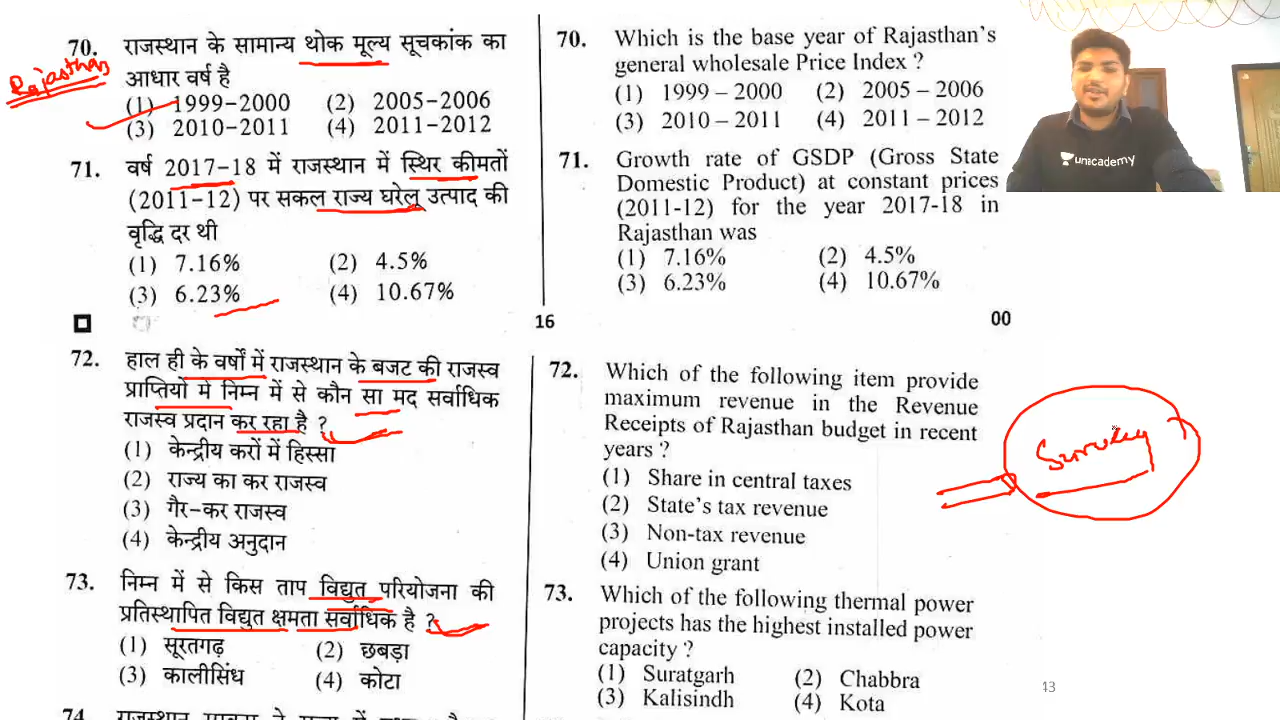 70. राजस्थान के सामान्य थोक मूल्य सूचकांक का
आधार वर्ष है
(1) 1999-2000 (2) 2005-2006
(3) 2010-2011 (4) 2011-2012
Rajasthan
71. वर्ष 2017-18 में राजस्थान में स्थिर कीमतों
(2011-12) पर सकल राज्य घरेलू उत्पाद की
वृद्धि दर थी
(1) 7.16% (2) 4.5%
(3) 6.23% (4) 10.67%
70. Which is the base year of Rajasthan's
general wholesale Price Index ?
(1) 1999 – 2000 (2) 2005 – 2006
(3) 2010 – 2011 (4) 2011 – 2012
71. Growth rate of GSDP (Gross State
Domestic Product) at constant prices
(2011-12) for the year 2017-18 in
Rajasthan was
(1) 7.16% (2) 4.5%
(3) 6.23% (4) 10.67%
unacademy
16 00
72. हाल ही के वर्षों में राजस्थान के बजट की राजस्व
प्राप्तियों में निम्न में से कौन सा मद सर्वाधिक
राजस्व प्रदान कर रहा है ?
(1) केन्द्रीय करों में हिस्सा
(2) राज्य का कर राजस्व
(3) गैर-कर राजस्व
(4) केन्द्रीय अनुदान
73. निम्न में से किस ताप विद्युत परियोजना की
प्रतिस्थापित विद्युत क्षमता सर्वाधिक है ?
(1) सूरतगढ़ (2) छबड़ा
(3) कालीसिंध (4) कोटा
72. Which of the following item provide
maximum revenue in the Revenue
Receipts of Rajasthan budget in recent
years ?
(1) Share in central taxes
(2) State's tax revenue
(3) Non-tax revenue
(4) Union grant
73. Which of the following thermal power
projects has the highest installed power
capacity ?
(1) Suratgarh (2) Chabbra
(3) Kalisindh (4) Kota
43
74.